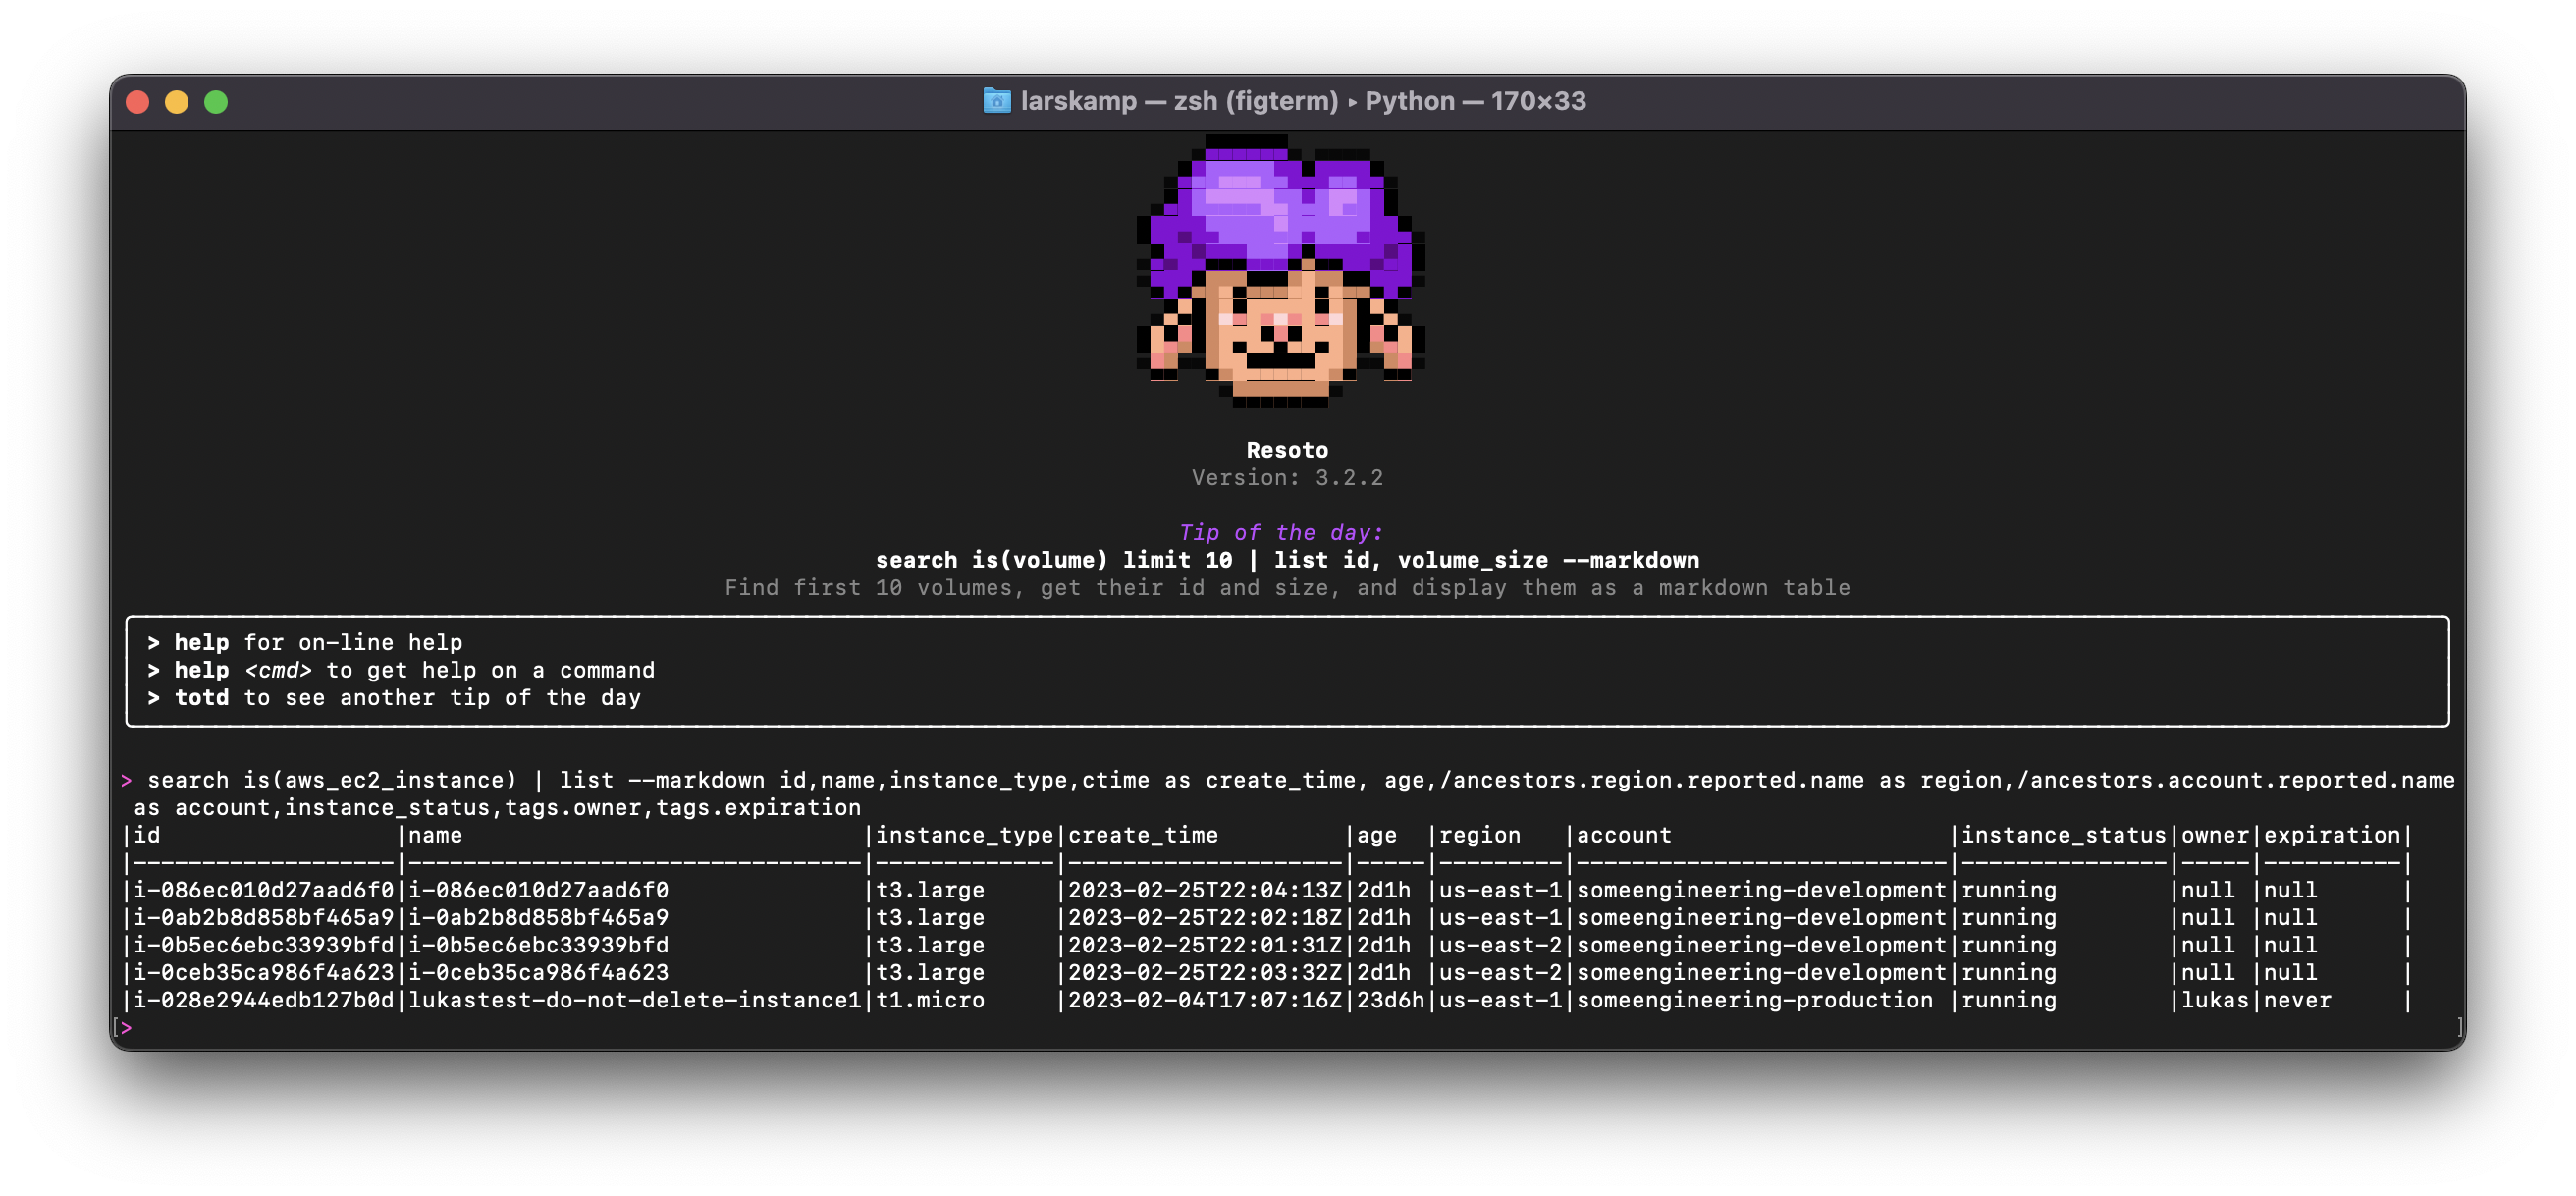 larskamp — zsh (figterm) ▸ Python — 170×33
Resoto
Version: 3.2.2
Tip of the day:
search is(volume) limit 10 | list id, volume_size --markdown
Find first 10 volumes, get their id and size, and display them as a markdown table
> help for on-line help
> help <cmd> to get help on a command
> totd to see another tip of the day
> search is(aws_ec2_instance) | list --markdown id,name,instance_type,ctime as create_time, age,/ancestors.region.reported.name as region,/ancestors.account.reported.name
as account,instance_status,tags.owner,tags.expiration
|id                 |name                             |instance_type|create_time         |age  |region   |account                    |instance_status|owner|expiration|
|-------------------|---------------------------------|-------------|--------------------|-----|---------|---------------------------|---------------|-----|----------|
|i-086ec010d27aad6f0|i-086ec010d27aad6f0              |t3.large     |2023-02-25T22:04:13Z|2d1h |us-east-1|someengineering-development|running        |null |null      |
|i-0ab2b8d858bf465a9|i-0ab2b8d858bf465a9              |t3.large     |2023-02-25T22:02:18Z|2d1h |us-east-1|someengineering-development|running        |null |null      |
|i-0b5ec6ebc33939bfd|i-0b5ec6ebc33939bfd              |t3.large     |2023-02-25T22:01:31Z|2d1h |us-east-2|someengineering-development|running        |null |null      |
|i-0ceb35ca986f4a623|i-0ceb35ca986f4a623              |t3.large     |2023-02-25T22:03:32Z|2d1h |us-east-2|someengineering-development|running        |null |null      |
|i-028e2944edb127b0d|lukastest-do-not-delete-instance1|t1.micro     |2023-02-04T17:07:16Z|23d6h|us-east-1|someengineering-production |running        |lukas|never     |
[> ]